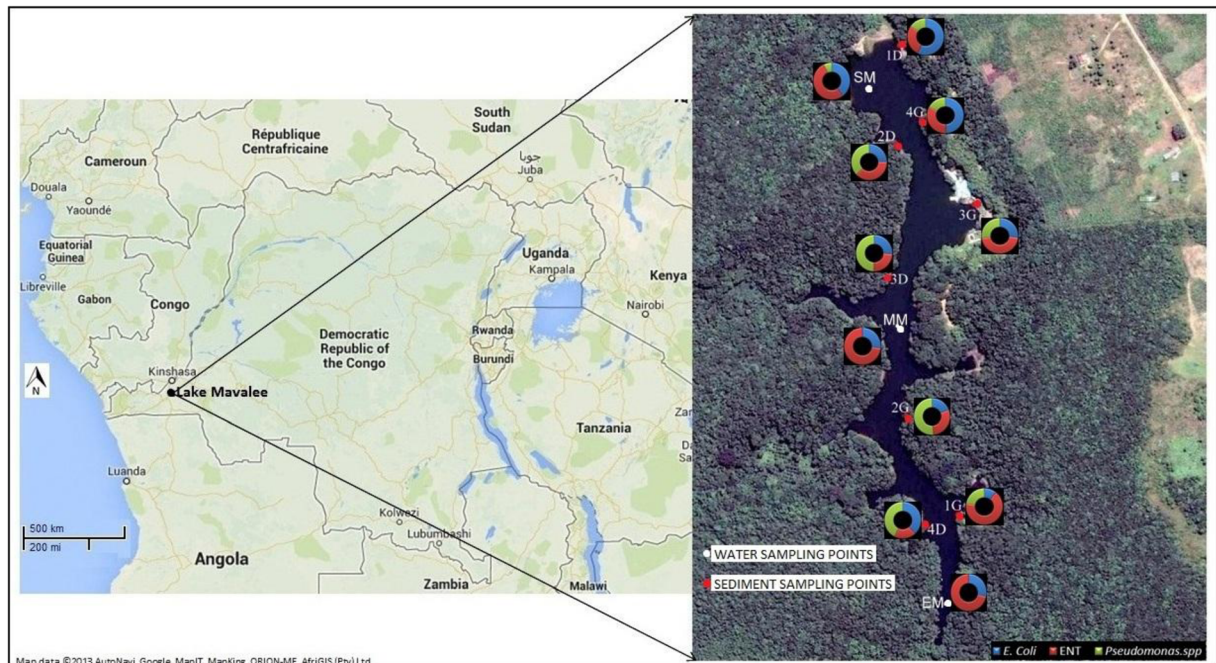 South
Sudan
République
Centrafricaine
جوبا
Juba
Cameroun
Douala
Yaoundé
Equatorial
Guinea
Libreville
Gabon
Congo
Uganda
Kampala
Kenya
Nairobi
Democratic
Republic of
the Congo
Rwanda
Burundi
Kinshasa
Lake Mavalee
N
Tanzania
Luanda
500 km
200 mi
Kolwezi
Lubumbashi
Angola
Zambia
Malawi
Map data ©2013 AutoNavi, Google, MapIT, MapKing, ORION-ME, AfriGIS (Pty) Ltd
1D
SM
4G
2D
3G
3D
MM
2G
1G
4D
WATER SAMPLING POINTS
SEDIMENT SAMPLING POINTS
EM
E. Coli ENT Pseudomonas.spp